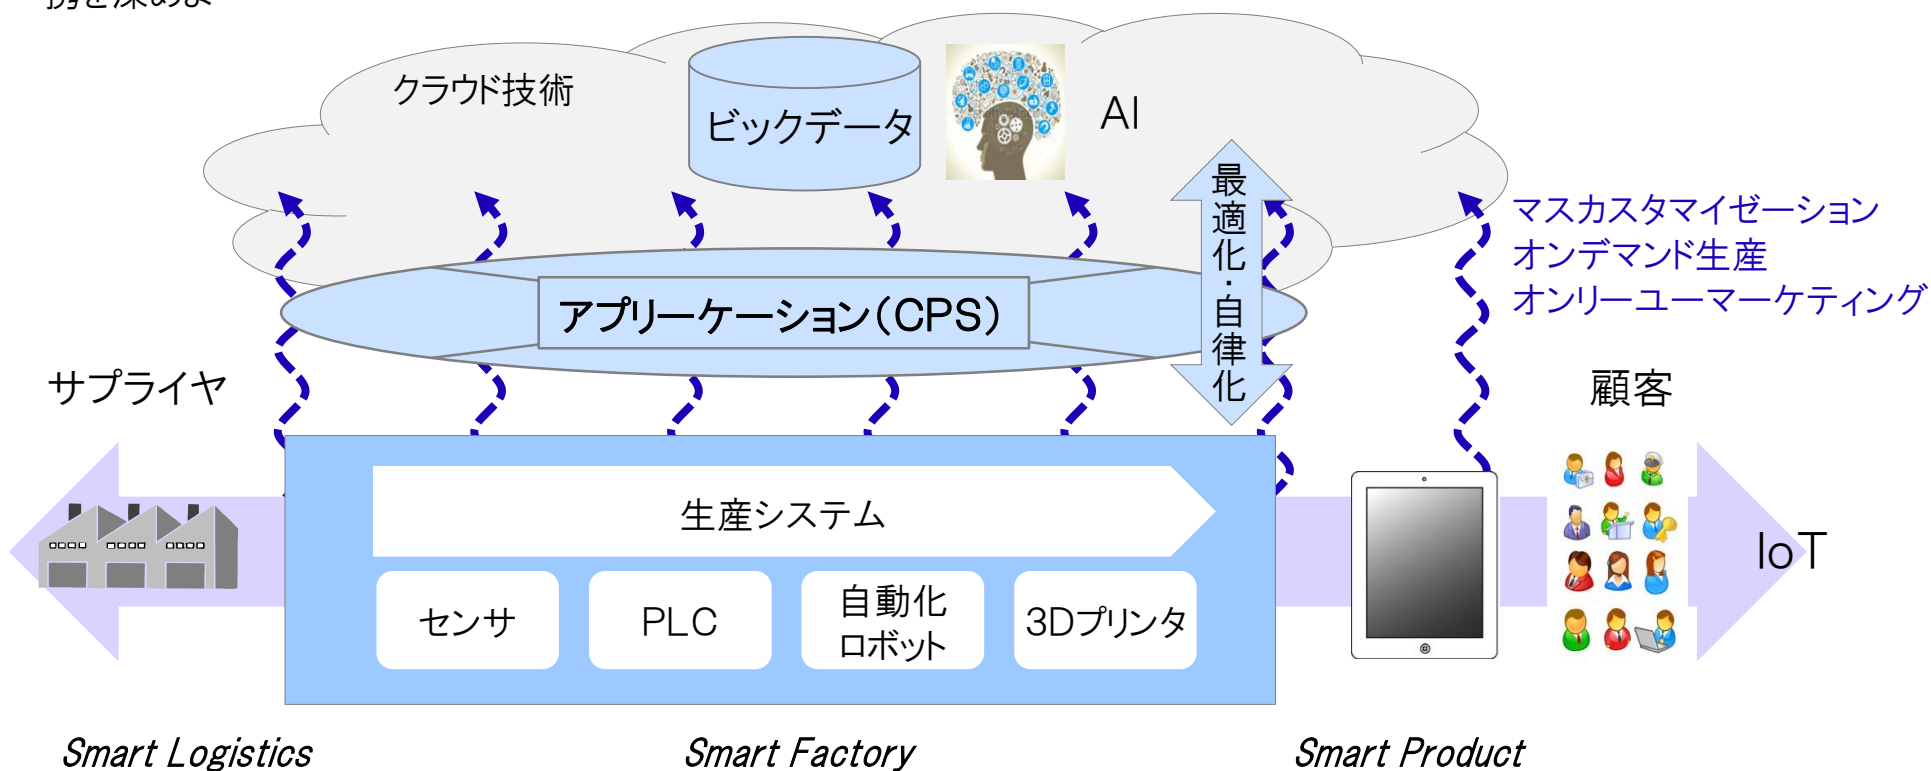 携を深めよ
クラウド技術
ビックデータ
AI
最適化・自律化
マスカスタマイゼーション
オンデマンド生産
オンリーユーマーケティング
アプリーケーション(CPS)
サプライヤ
顧客
生産システム
IoT
センサ
PLC
自動化
ロボット
3Dプリンタ
Smart Logistics
Smart Factory
Smart Product